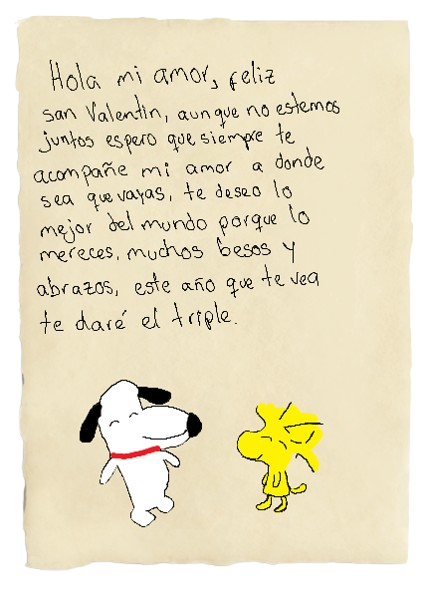 Hola mi amor, feliz
san Valentin, aunque no estemos
juntos espero que siempre te
acompañe mi amor a donde
sea que vayas, te deseo lo
mejor del mundo porque lo
mereces, muchos besos y
abrazos, este año que te vea
te daré el triple.